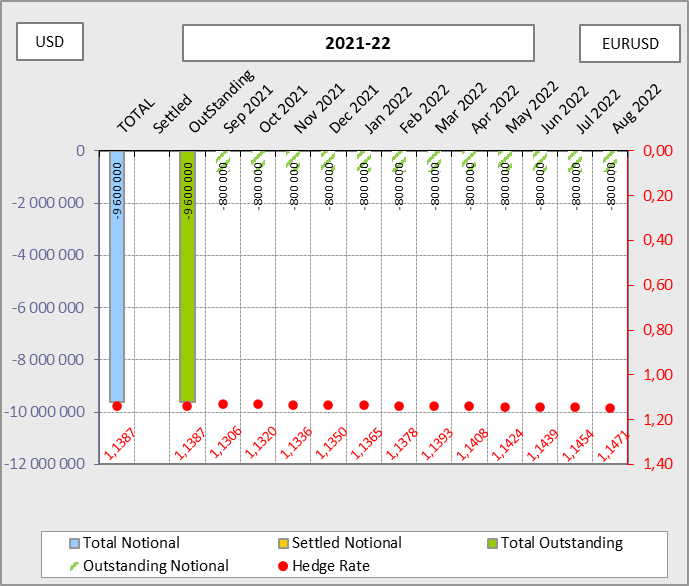 USD
2021-22
EURUSD
TOTAL
Settled
OutStanding
Sep 2021
Oct 2021
Nov 2021
Dec 2021
Jan 2022
Feb 2022
Mar 2022
Apr 2022
May 2022
Jun 2022
Jul 2022
Aug 2022
0
-2 000 000
-4 000 000
-6 000 000
-8 000 000
-10 000 000
-12 000 000
-9 600 000
-9 600 000
-800 000
-800 000
-800 000
-800 000
-800 000
-800 000
-800 000
-800 000
-800 000
-800 000
-800 000
-800 000
0,00
0,20
0,40
0,60
0,80
1,00
1,20
1,40
1,1387
1,1387
1,1306
1,1320
1,1336
1,1350
1,1365
1,1378
1,1393
1,1408
1,1424
1,1439
1,1454
1,1471
Total Notional
Settled Notional
Total Outstanding
Outstanding Notional
Hedge Rate